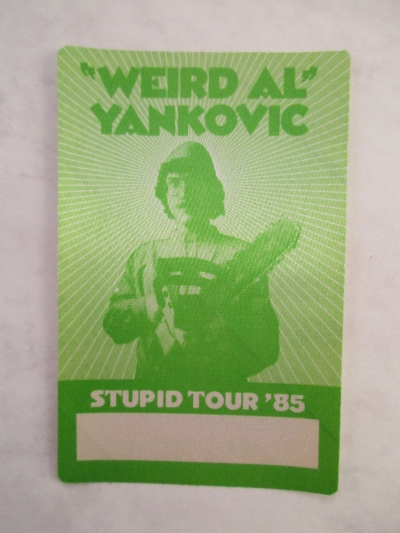 "WEIRD AL"
YANKOVIC
STUPID TOUR '85